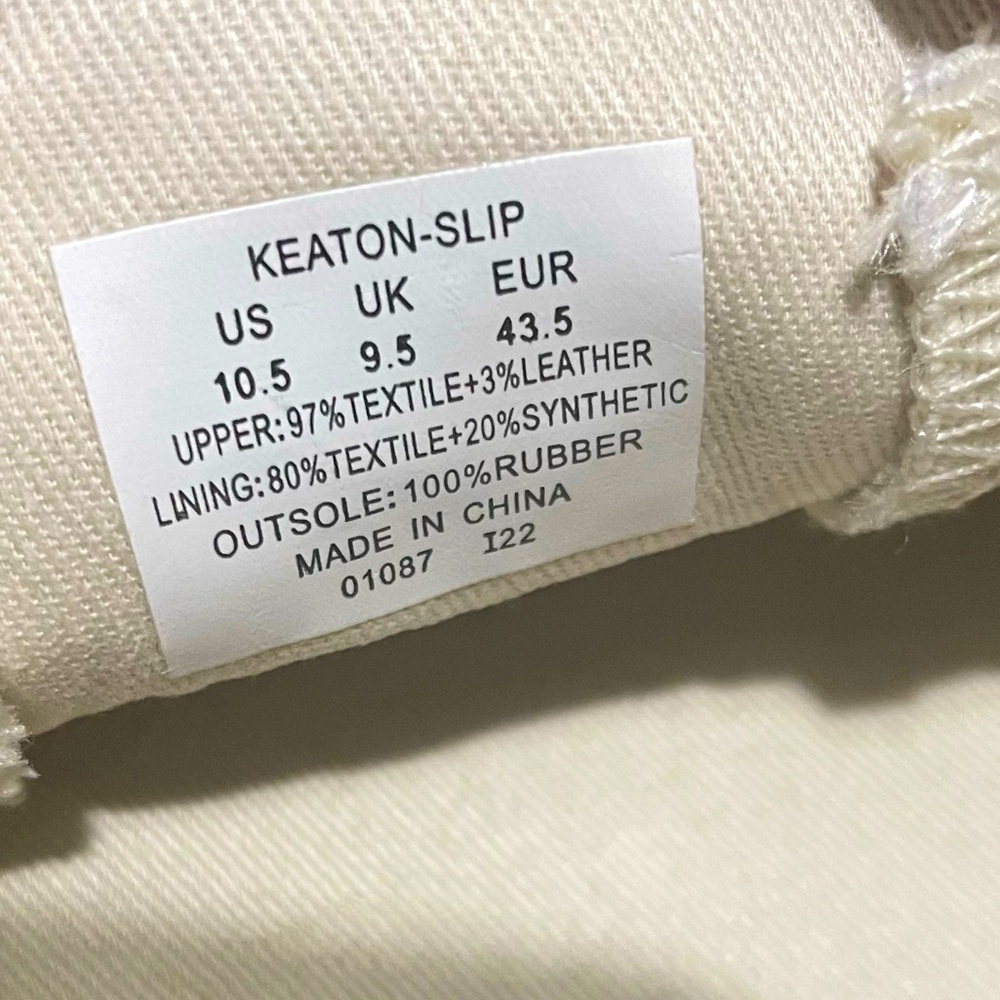 KEATON-SLIP
US UK EUR
10.5 9.5 43.5
UPPER:97%TEXTILE+3%LEATHER
LINING:80%TEXTILE+20%SYNTHETIC
OUTSOLE:100%RUBBER
MADE IN CHINA
01087 I22